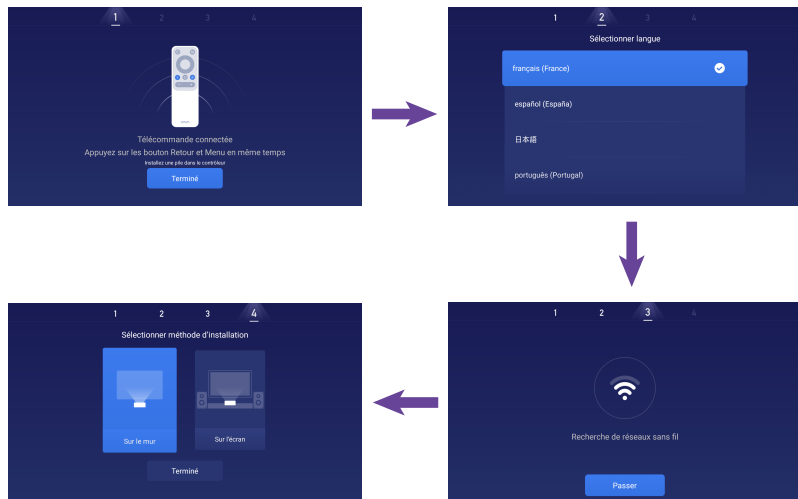 1 2 3 4
Télécommande connectée
Appuyez sur les bouton Retour et Menu en même temps
Installez une pile dans le contrôleur
Terminé
1 2 3 4
Sélectionner langue
français (France)
español (España)
日本語
português (Portugal)
1 2 3 4
Recherche de réseaux sans fil
Passer
1 2 3 4
Sélectionner méthode d'installation
Sur le mur
Sur l'écran
Terminé